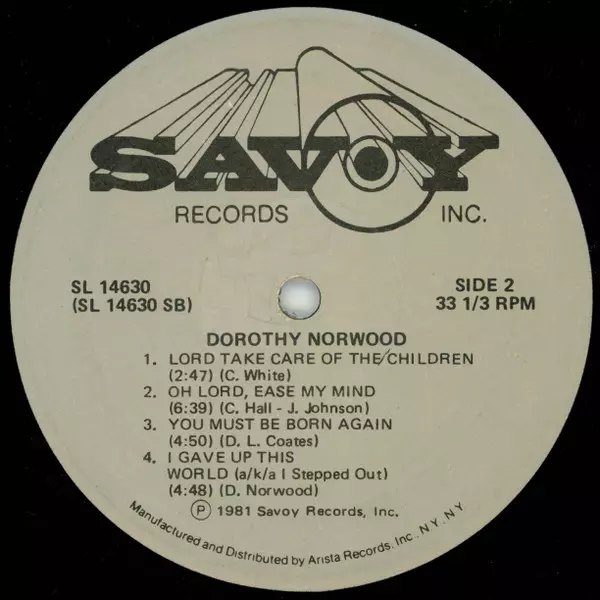 SAVOY
RECORDS INC.
SL 14630
(SL 14630 SB)
SIDE 2
33 1/3 RPM
DOROTHY NORWOOD
1. LORD TAKE CARE OF THE/CHILDREN
(2:47) (C. White)
2. OH LORD, EASE MY MIND
(6:39) (C. Hall - J. Johnson)
3. YOU MUST BE BORN AGAIN
(4:50) (D. L. Coates)
4. I GAVE UP THIS
WORLD (a/k/a I Stepped Out)
(4:48) (D. Norwood)
Ⓟ 1981 Savoy Records, Inc.
Manufactured and Distributed by Arista Records, Inc., N.Y., N.Y.